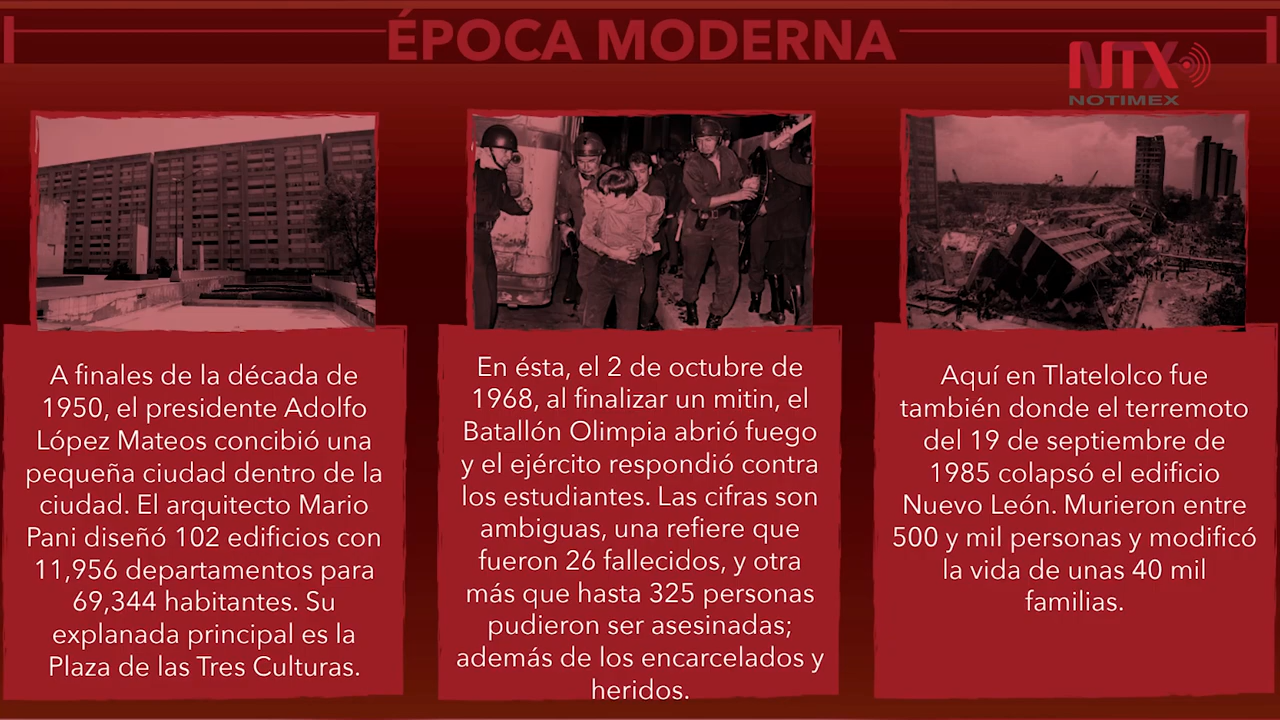 ÉPOCA MODERNA
NTX
NOTIMEX
A finales de la década de
1950, el presidente Adolfo
López Mateos concibió una
pequeña ciudad dentro de la
ciudad. El arquitecto Mario
Pani diseñó 102 edificios con
11,956 departamentos para
69,344 habitantes. Su
explanada principal es la
Plaza de las Tres Culturas.
En ésta, el 2 de octubre de
1968, al finalizar un mitin, el
Batallón Olimpia abrió fuego
y el ejército respondió contra
los estudiantes. Las cifras son
ambiguas, una refiere que
fueron 26 fallecidos, y otra
más que hasta 325 personas
pudieron ser asesinadas;
además de los encarcelados y
heridos.
Aquí en Tlatelolco fue
también donde el terremoto
del 19 de septiembre de
1985 colapsó el edificio
Nuevo León. Murieron entre
500 y mil personas y modificó
la vida de unas 40 mil
familias.